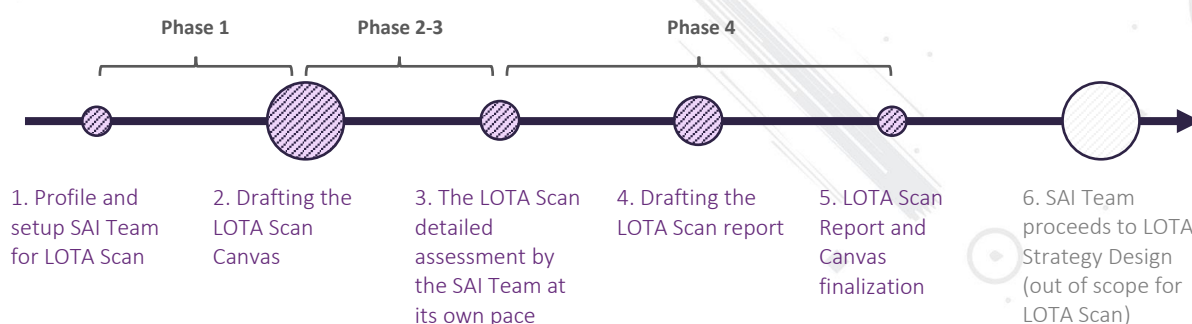 Phase 1
Phase 2-3
Phase 4
1. Profile and
setup SAI Team
for LOTA Scan
2. Drafting the
LOTA Scan
Canvas
3. The LOTA Scan
detailed
assessment by
the SAI Team at
its own pace
4. Drafting the
LOTA Scan report
5. LOTA Scan
Report and
Canvas
finalization
6. SAI Team
proceeds to LOTA
Strategy Design
(out of scope for
LOTA Scan)